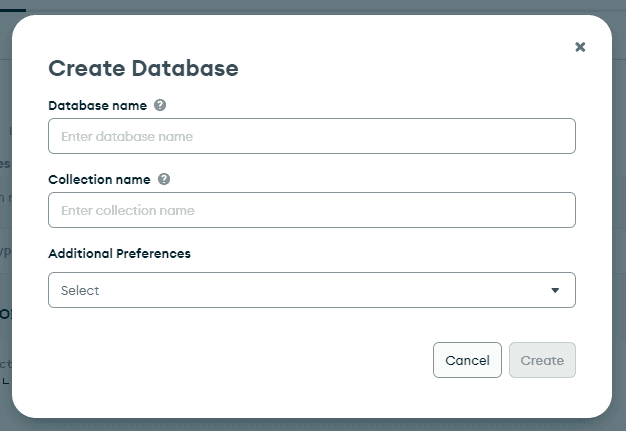 Create Database
Database name
Enter database name
Collection name
Enter collection name
Additional Preferences
Select
Cancel
Create